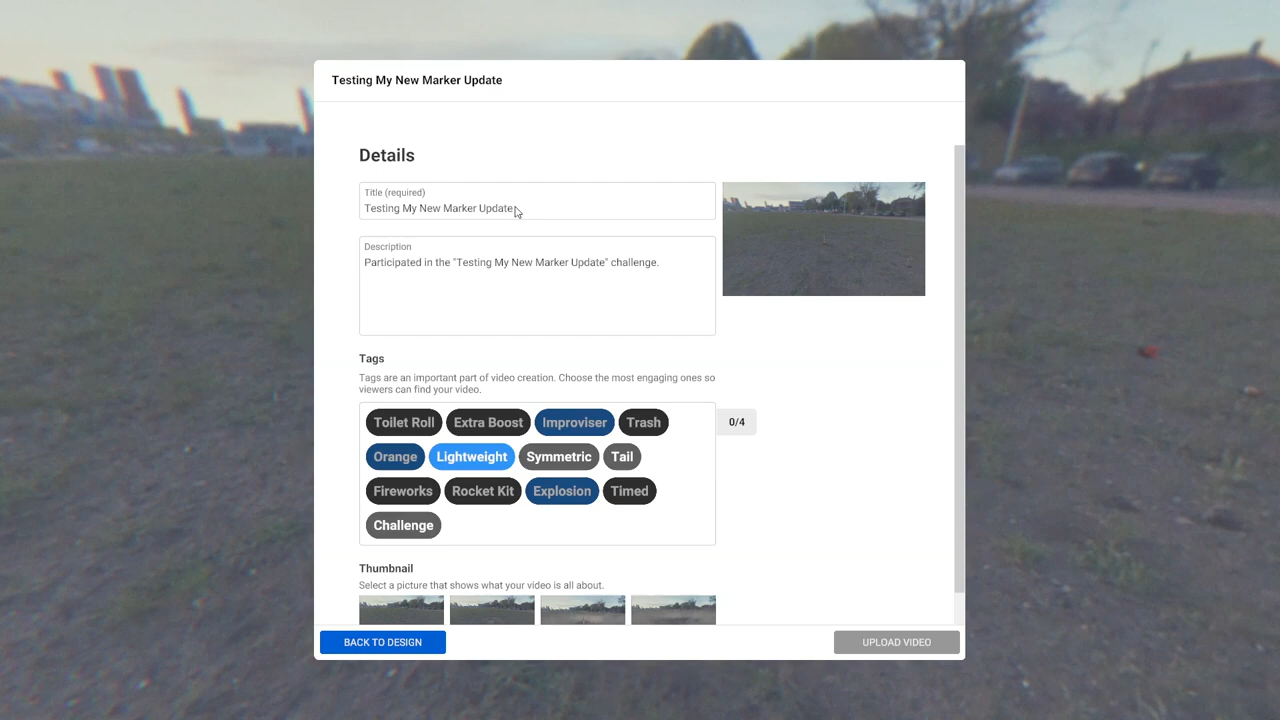 Testing My New Marker Update
Details
Title (required)
Testing My New Marker Update
Description
Participated in the "Testing My New Marker Update" challenge.
Tags
Tags are an important part of video creation. Choose the most engaging ones so
viewers can find your video.
Toilet Roll Extra Boost Improviser Trash 0/4
Orange Lightweight Symmetric Tail
Fireworks Rocket Kit Explosion Timed
Challenge
Thumbnail
Select a picture that shows what your video is all about.
BACK TO DESIGN UPLOAD VIDEO